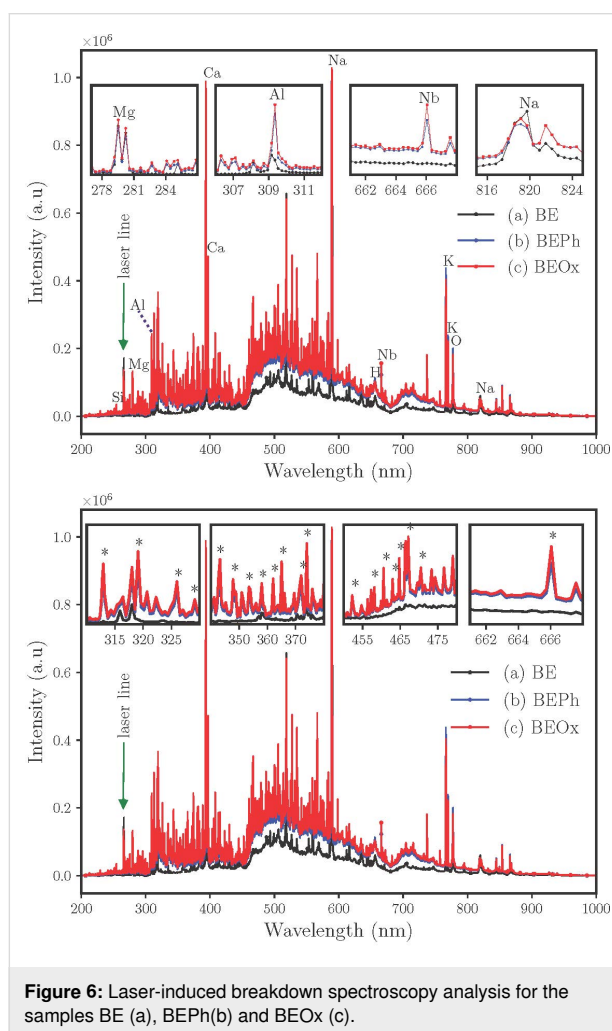 ×10⁶
Ca
Na
1.0
Mg
278 281 284
Al
307 309 311
Nb
662 664 666
Na
816 820 824
0.8
0.6
Intensity (a.u)
laser line
(a) BE
(b) BEPh
(c) BEOx
Ca
K
0.4
Al
K
O
0.2
Mg
Si
H
Nb
Na
0.0
200 300 400 500 600 700 800 900 1000
Wavelength (nm)
×10⁶
1.0
* * * *
315 320 325
* * * * * * *
350 360 370
* * * * * *
455 465 475
*
662 664 666
0.8
0.6
Intensity (a.u)
laser line
(a) BE
(b) BEPh
(c) BEOx
0.4
0.2
0.0
200 300 400 500 600 700 800 900 1000
Wavelength (nm)
Figure 6: Laser-induced breakdown spectroscopy analysis for the
samples BE (a), BEPh(b) and BEOx (c).